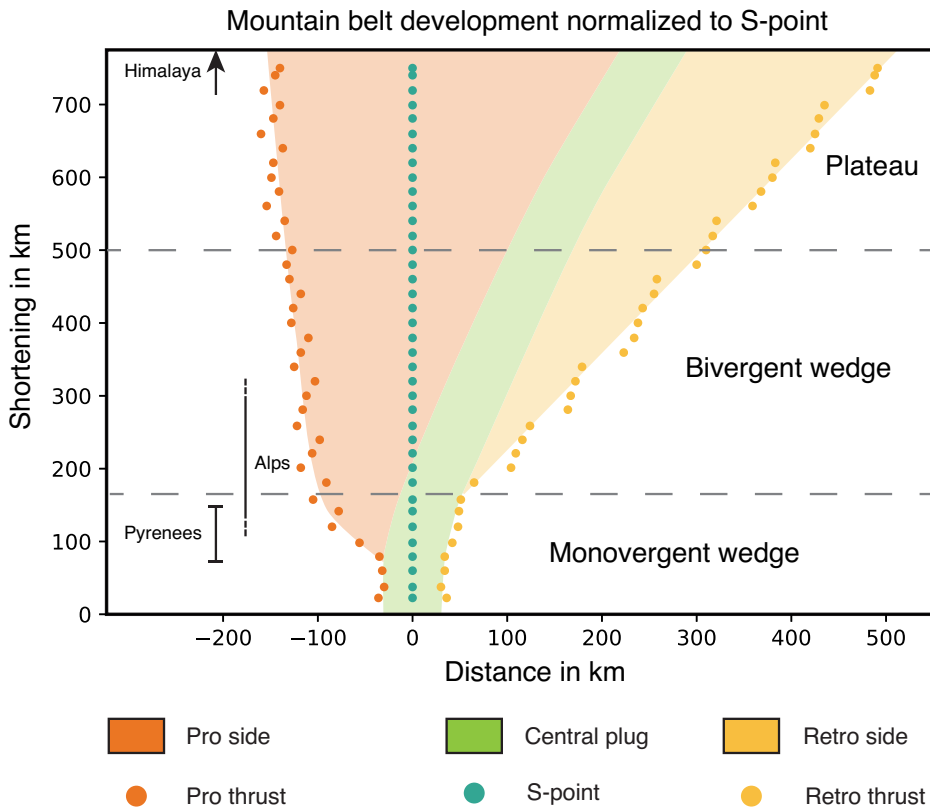 Mountain belt development normalized to S-point
Himalaya
700
Plateau
600
500
400
Bivergent wedge
300
Alps
200
Pyrenees
100
Monovergent wedge
0
Shortening in km
−200 −100 0 100 200 300 400 500
Distance in km
Pro side Central plug Retro side
Pro thrust S-point Retro thrust